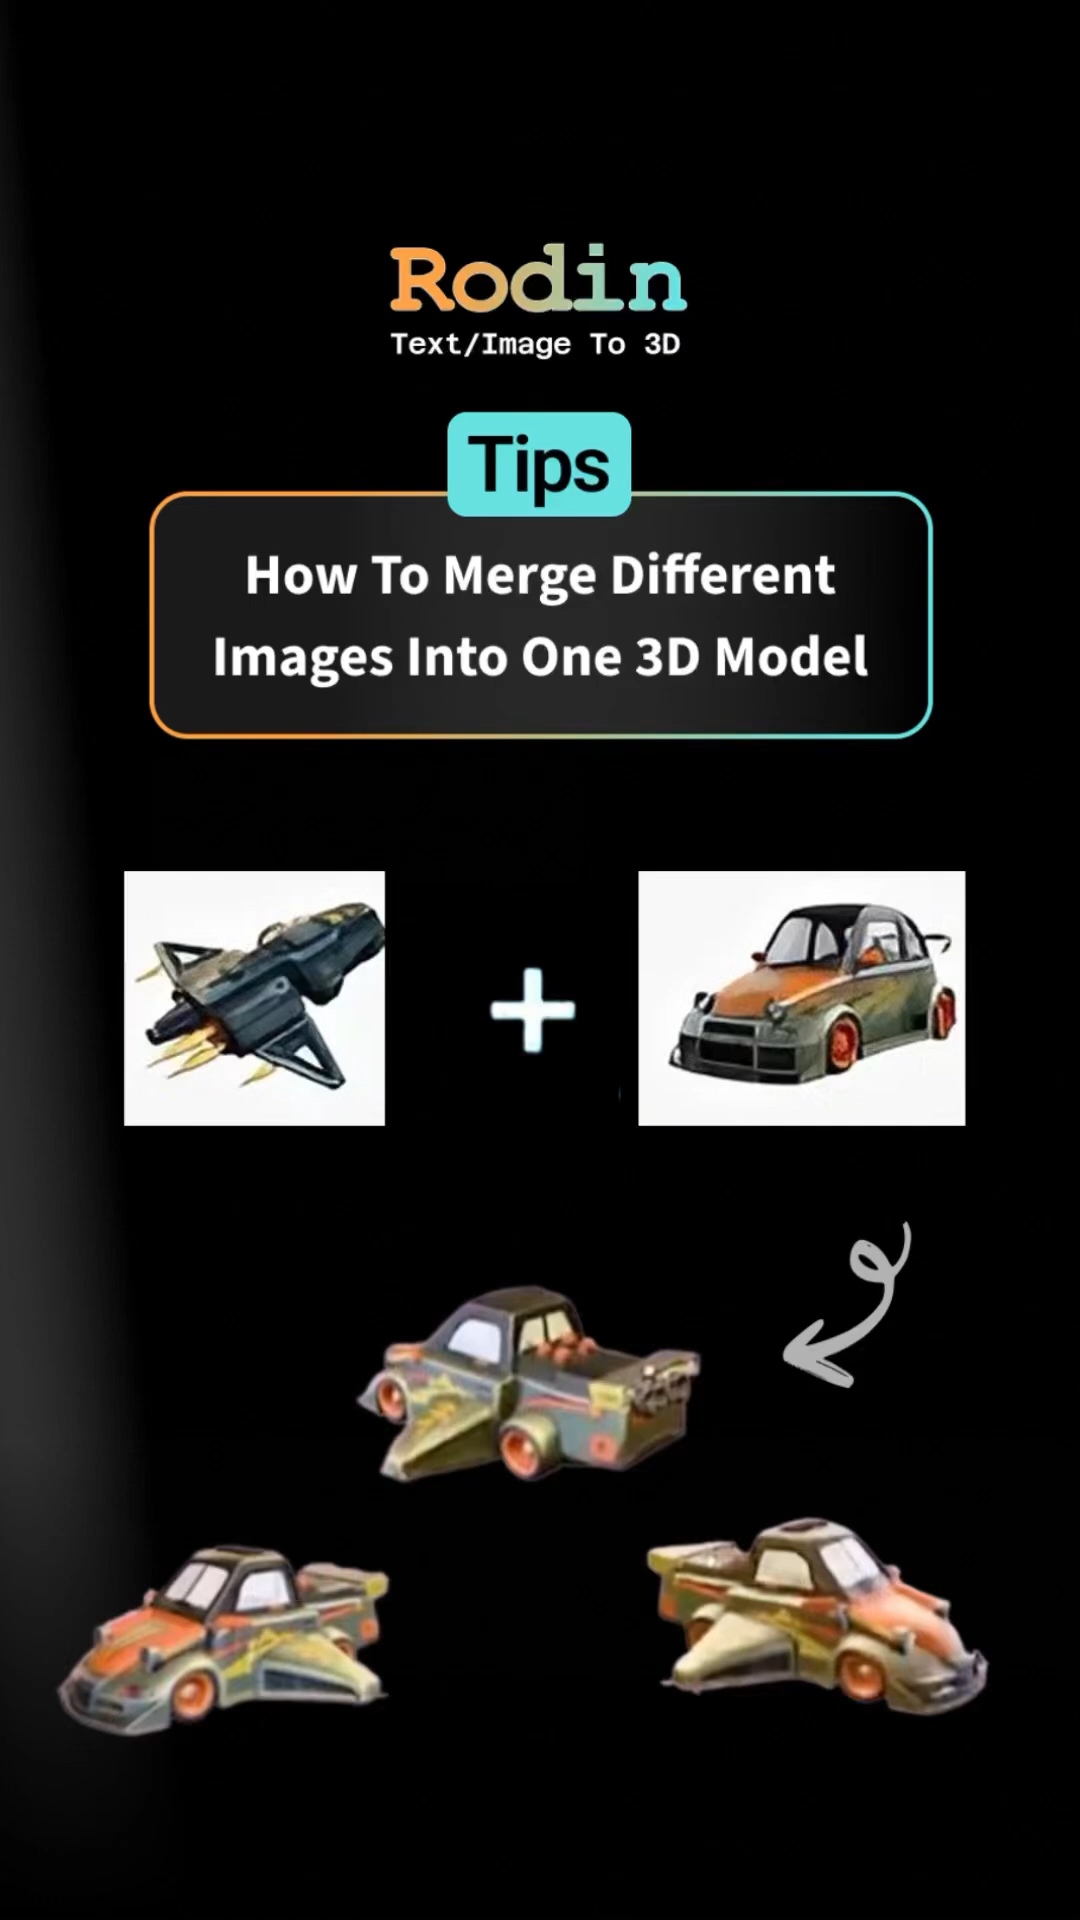 Rodin
Text/Image To 3D
Tips
How To Merge Different
Images Into One 3D Model